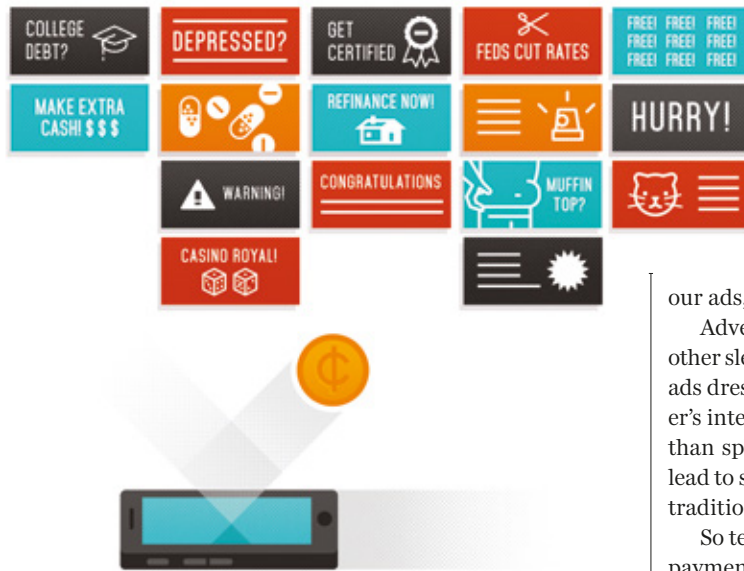 COLLEGE
DEBT?
DEPRESSED?
GET
CERTIFIED
FEDS CUT RATES
FREE! FREE! FREE!
FREE! FREE! FREE!
FREE! FREE! FREE!
MAKE EXTRA
CASH! $ $ $
REFINANCE NOW!
HURRY!
WARNING!
CONGRATULATIONS
MUFFIN
TOP?
CASINO ROYAL!
¢
our ads,
Adve
other sle
ads dres
er’s inte
than sp
lead to s
traditio
So te